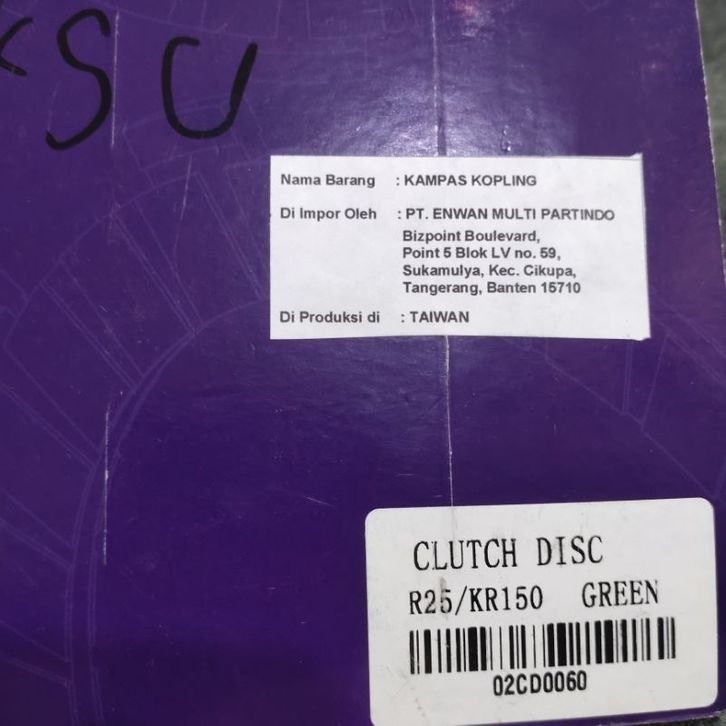 SU
Nama Barang : KAMPAS KOPLING
Di Impor Oleh : PT. ENWAN MULTI PARTINDO
Bizpoint Boulevard,
Point 5 Blok LV no. 59,
Sukamulya, Kec. Cikupa,
Tangerang, Banten 15710
Di Produksi di : TAIWAN
CLUTCH DISC
R25/KR150 GREEN
02CD0060